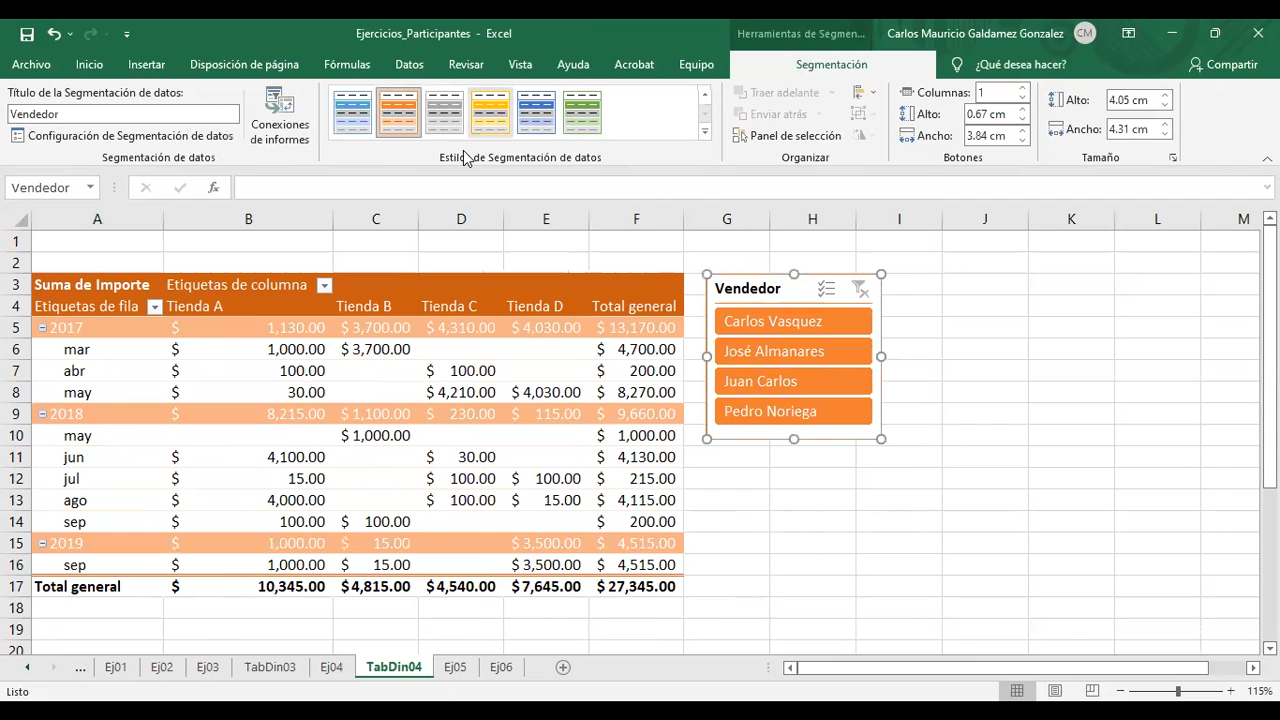 Ejercicios_Participantes - Excel
Herramientas de Segmen...
Carlos Mauricio Galdamez Gonzalez CM
Archivo Inicio Insertar Disposición de página Fórmulas Datos Revisar Vista Ayuda Acrobat Equipo Segmentación ¿Qué desea hacer? Compartir
Título de la Segmentación de datos:
Vendedor
Configuración de Segmentación de datos
Segmentación de datos
Conexiones
de informes
Estilos de Segmentación de datos
Traer adelante
Enviar atrás
Panel de selección
Organizar
Columnas: 1
Alto: 0.67 cm
Ancho: 3.84 cm
Botones
Alto: 4.05 cm
Ancho: 4.31 cm
Tamaño
Vendedor fx
A B C D E F G H I J K L M
1
2
3 Suma de Importe Etiquetas de columna
4 Etiquetas de fila Tienda A Tienda B Tienda C Tienda D Total general
5 2017 $ 1,130.00 $ 3,700.00 $ 4,310.00 $ 4,030.00 $ 13,170.00
6 mar $ 1,000.00 $ 3,700.00 $ 4,700.00
7 abr $ 100.00 $ 100.00 $ 200.00
8 may $ 30.00 $ 4,210.00 $ 4,030.00 $ 8,270.00
9 2018 $ 8,215.00 $ 1,100.00 $ 230.00 $ 115.00 $ 9,660.00
10 may $ 1,000.00 $ 1,000.00
11 jun $ 4,100.00 $ 30.00 $ 4,130.00
12 jul $ 15.00 $ 100.00 $ 100.00 $ 215.00
13 ago $ 4,000.00 $ 100.00 $ 15.00 $ 4,115.00
14 sep $ 100.00 $ 100.00 $ 200.00
15 2019 $ 1,000.00 $ 15.00 $ 3,500.00 $ 4,515.00
16 sep $ 1,000.00 $ 15.00 $ 3,500.00 $ 4,515.00
17 Total general $ 10,345.00 $ 4,815.00 $ 4,540.00 $ 7,645.00 $ 27,345.00
18
19
20
Vendedor
Carlos Vasquez
José Almanares
Juan Carlos
Pedro Noriega
... Ej01 Ej02 Ej03 TabDin03 Ej04 TabDin04 Ej05 Ej06
Listo
115%